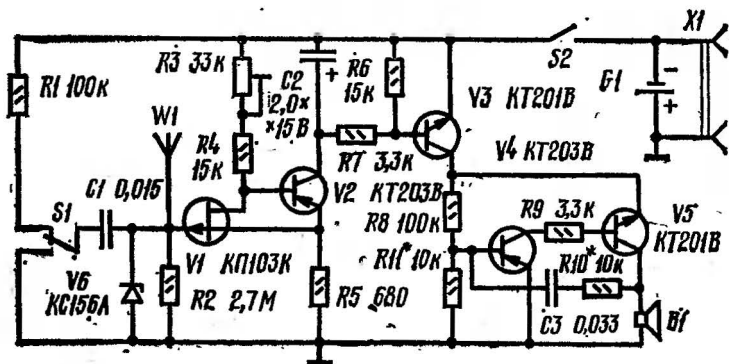 X1
R3 33к
C2
2,0×
×15 В
R6
15к
S2
G1
R1 100к
V3 КТ201В
W1
R4
15к
R7 3,3к
V4 КТ203В
C1 0,015
V2 КТ203В
S1
R8 100к
R9 3,3к
V5
КТ201В
V1 КП103К
R11* 10к
R10* 10к
V6
КС156А
R2 2,7М
R5 680
C3 0,033
B1